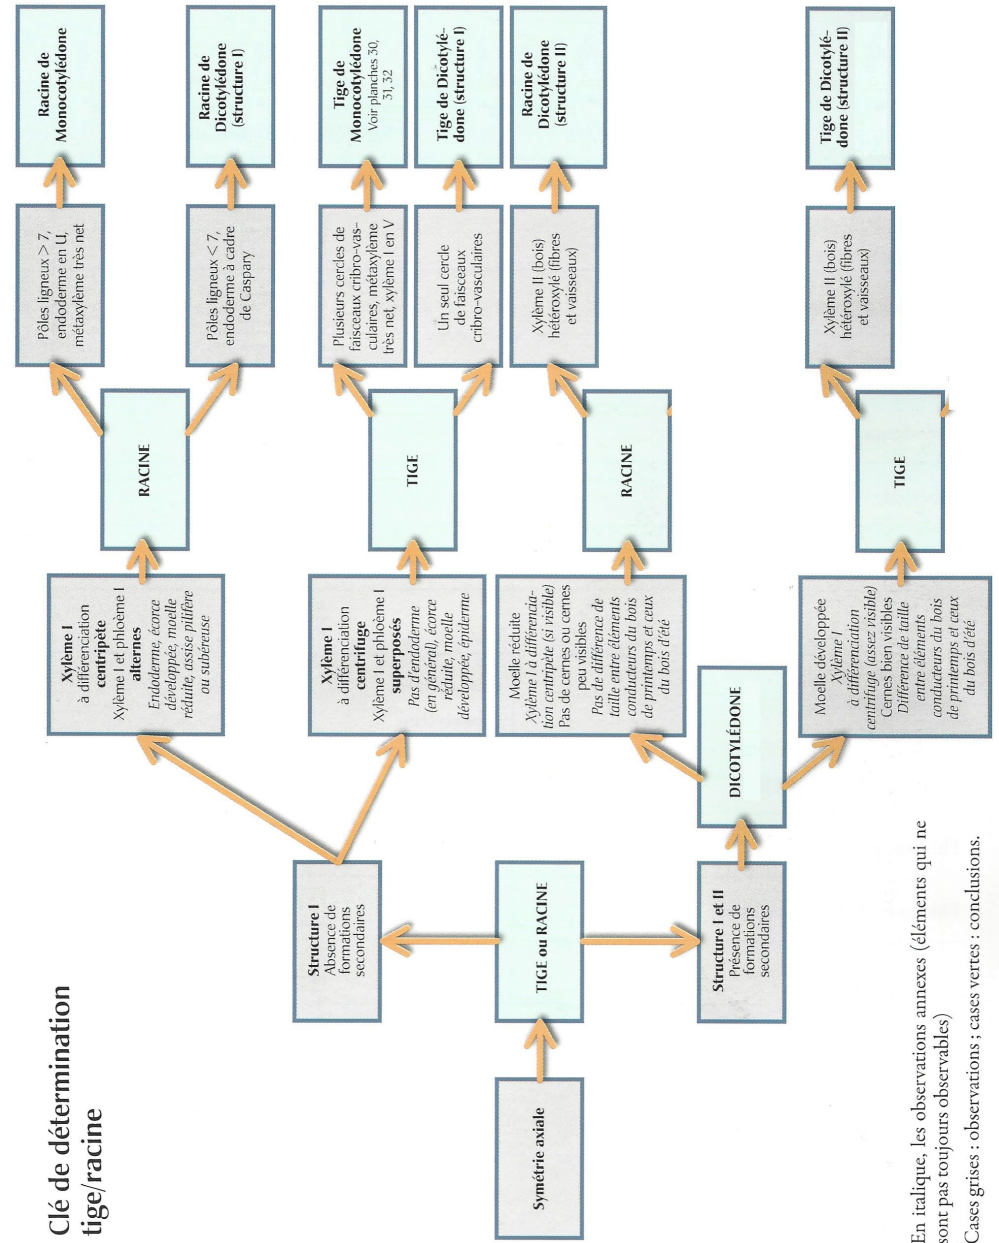 Clé de détermination
tige/racine
Symétrie axiale
TIGE ou RACINE
Structure I
Absence de
formations
secondaires
Structure I et II
Présence de
formations
secondaires
Xylème I
à différenciation
centripète
Xylème I et phloème I
alternes
Endoderme, écorce
développée, moelle
réduite, assise pilifère
ou subéreuse
Xylème I
à différenciation
centrifuge
Xylème I et phloème I
superposés
Pas d'endoderme
(en général), écorce
réduite, moelle
développée, épiderme
DICOTYLÉDONE
Moelle réduite
Xylème I à différencia-
tion centripète (si visible)
Pas de cernes ou cernes
peu visibles
Pas de différence de
taille entre éléments
conducteurs du bois
de printemps et ceux
du bois d'été
Moelle développée
Xylème I
à différenciation
centrifuge (assez visible)
Cernes bien visibles
Différence de taille
entre éléments
conducteurs du bois
de printemps et ceux
du bois d'été
RACINE
TIGE
RACINE
TIGE
Pôles ligneux > 7,
endoderme en U,
métaxylème très net
Pôles ligneux < 7,
endoderme à cadre
de Caspary
Plusieurs cercles de
faisceaux cribro-vas-
culaires, métaxylème
très net, xylème I en V
Un seul cercle
de faisceaux
cribro-vasculaires
Xylème II (bois)
hétéroxylé (fibres
et vaisseaux)
Xylème II (bois)
hétéroxylé (fibres
et vaisseaux)
Racine de
Monocotylédone
Racine de
Dicotylédone
(structure I)
Tige de
Monocotylédone
Voir planches 30,
31, 32
Tige de Dicotylé-
done (structure I)
Racine de
Dicotylédone
(structure II)
Tige de Dicotylé-
done (structure II)
En italique, les observations annexes (éléments qui ne
sont pas toujours observables)
Cases grises : observations ; cases vertes : conclusions.